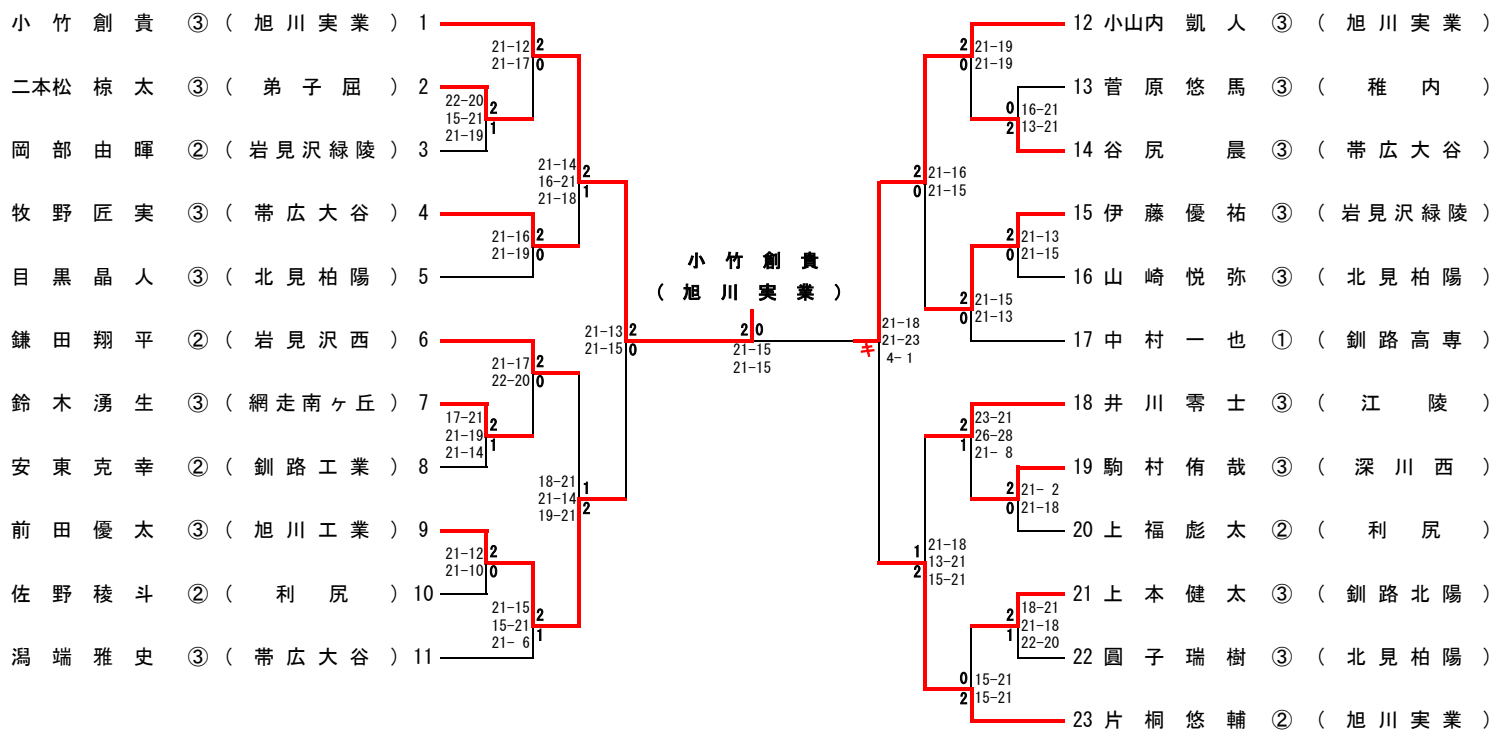 小竹創貴 ③ ( 旭川実業 ) 1
二本松椋太 ③ ( 弟子屈 ) 2
岡部由暉 ② ( 岩見沢緑陵 ) 3
牧野匠実 ③ ( 帯広大谷 ) 4
目黒晶人 ③ ( 北見柏陽 ) 5
鎌田翔平 ② ( 岩見沢西 ) 6
鈴木湧生 ③ ( 網走南ヶ丘 ) 7
安東克幸 ② ( 釧路工業 ) 8
前田優太 ③ ( 旭川工業 ) 9
佐野稜斗 ② ( 利尻 ) 10
潟端雅史 ③ ( 帯広大谷 ) 11
21-12 2
21-17 0
22-20 2
15-21
21-19 1
21-14 2
16-21
21-18 1
21-16 2
21-19 0
21-13 2
21-15 0
21-17 2
22-20 0
17-21 2
21-19
21-14 1
18-21 1
21-14
19-21 2
21-12 2
21-10 0
21-15 2
15-21
21- 6 1
小竹創貴
( 旭川実業 )
2 0
21-15
21-15
キ
21-18
21-23
4- 1
2 21-19
0 21-19
0 16-21
2 13-21
2 21-16
0 21-15
2 21-13
0 21-15
2 21-15
0 21-13
2 23-21
1 26-28
21- 8
2 21- 2
0 21-18
1 21-18
2 13-21
15-21
2 18-21
1 21-18
22-20
0 15-21
2 15-21
12 小山内凱人 ③ ( 旭川実業 )
13 菅原悠馬 ③ ( 稚内 )
14 谷尻晨 ③ ( 帯広大谷 )
15 伊藤優祐 ③ ( 岩見沢緑陵 )
16 山崎悦弥 ③ ( 北見柏陽 )
17 中村一也 ① ( 釧路高専 )
18 井川零士 ③ ( 江陵 )
19 駒村侑哉 ③ ( 深川西 )
20 上福彪太 ② ( 利尻 )
21 上本健太 ③ ( 釧路北陽 )
22 圓子瑞樹 ③ ( 北見柏陽 )
23 片桐悠輔 ② ( 旭川実業 )